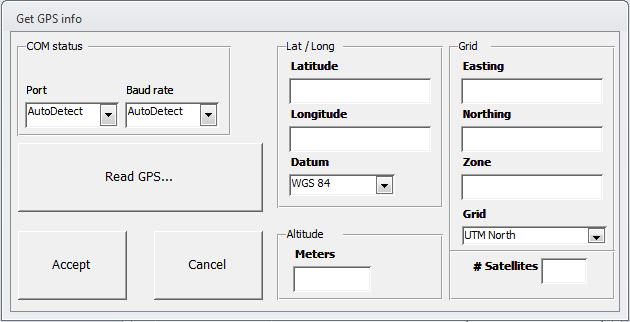 Get GPS info
COM status
Port
Baud rate
AutoDetect
AutoDetect
Read GPS...
Accept
Cancel
Lat / Long
Latitude
Longitude
Datum
WGS 84
Altitude
Meters
Grid
Easting
Northing
Zone
Grid
UTM North
# Satellites